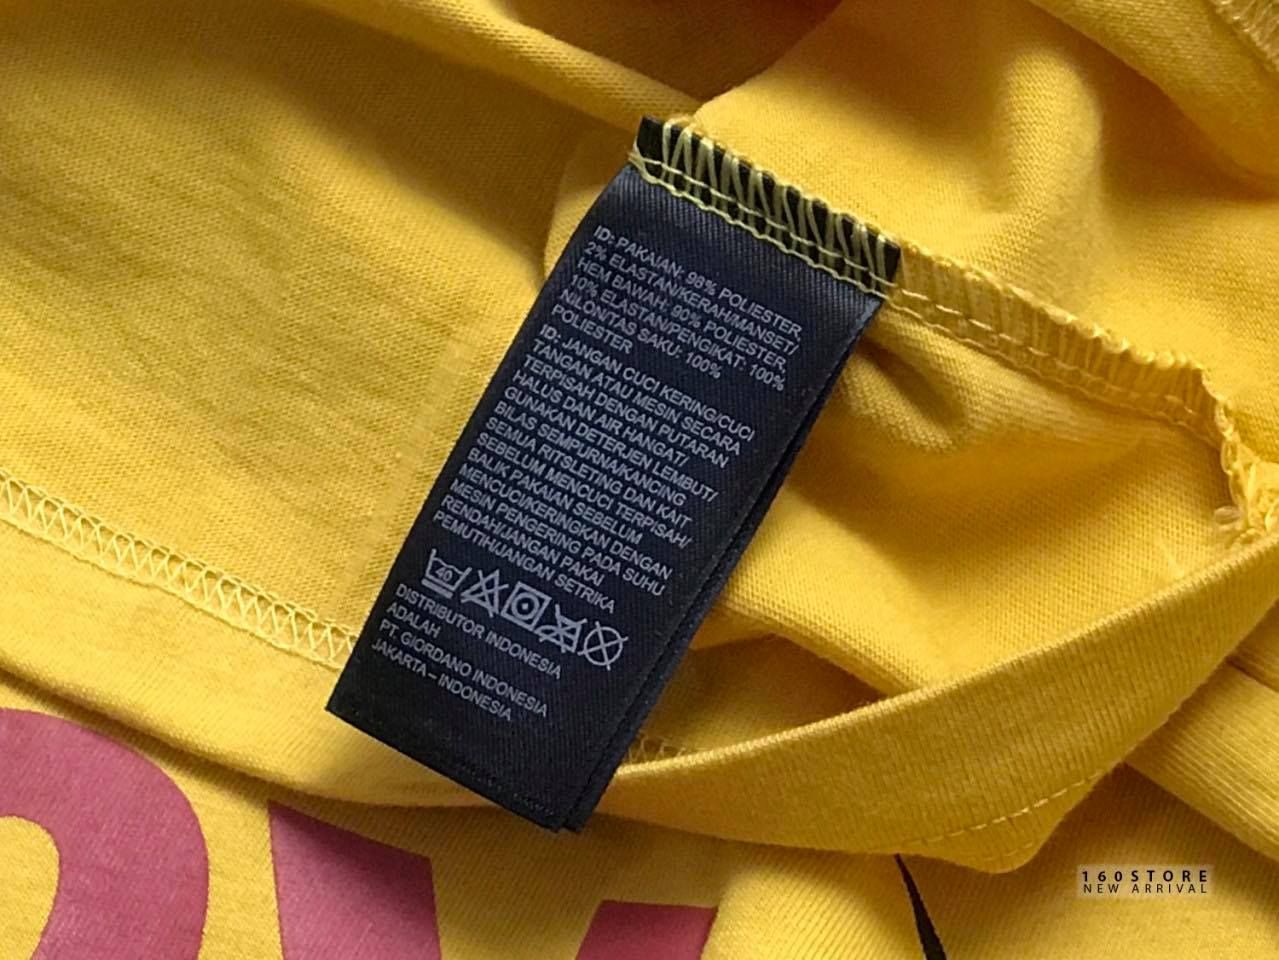 ID: PAKAIAN: 98% POLIESTER,
2% ELASTAN/KERAH/MANSET/
HEM BAWAH: 90% POLIESTER,
10% ELASTAN/PENGIKAT: 100%
NILON/TAS SAKU: 100%
POLIESTER
ID: JANGAN CUCI KERING/CUCI
TANGAN ATAU MESIN SECARA
TERPISAH DENGAN PUTARAN
HALUS DAN AIR HANGAT/
GUNAKAN DETERJEN LEMBUT/
BILAS SEMPURNA/KANCING
SEMUA RITSLETING DAN KAIT
SEBELUM MENCUCI TERPISAH/
BALIK PAKAIAN SEBELUM
MENCUCI/KERINGKAN DENGAN
MESIN PENGERING PADA SUHU
RENDAH/JANGAN PAKAI
PEMUTIH/JANGAN SETRIKA
40
DISTRIBUTOR INDONESIA
ADALAH
PT. GIORDANO INDONESIA
JAKARTA – INDONESIA
160STORE
NEW ARRIVAL